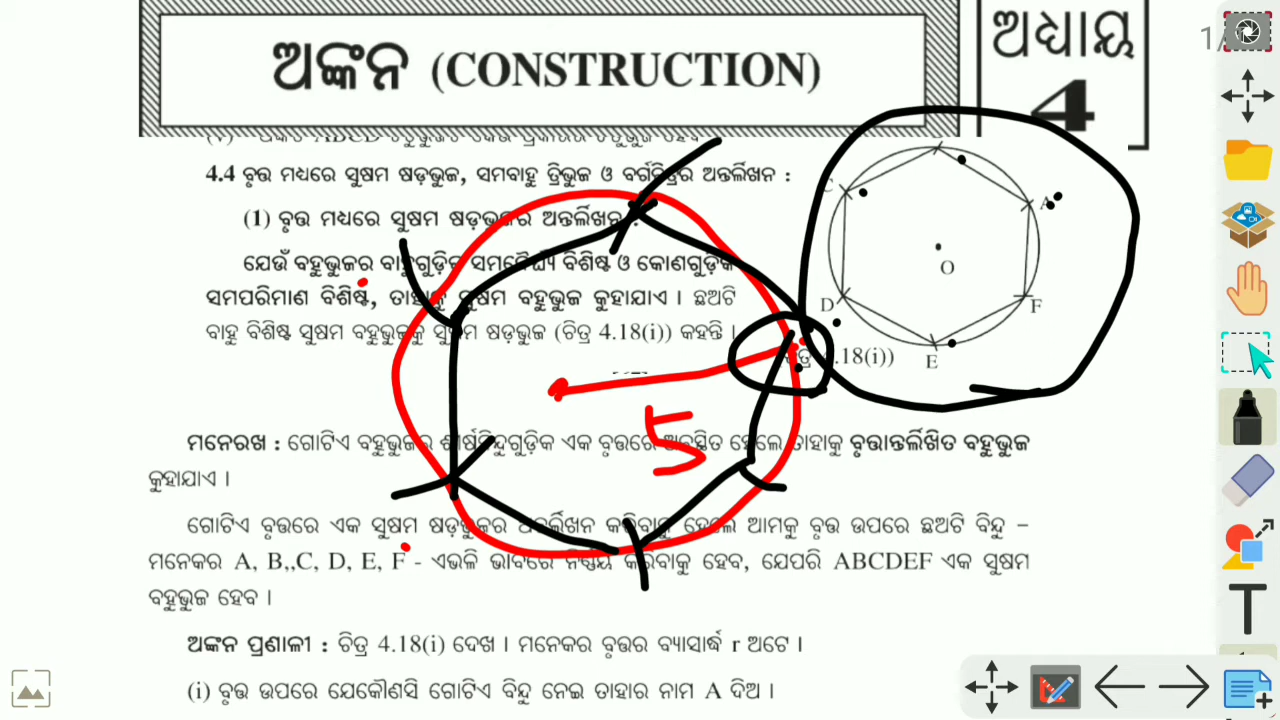 ଅଙ୍କନ (CONSTRUCTION)
ଅଧ୍ୟାୟ
4
1/
4.4 ବୃତ୍ତ ମଧ୍ୟରେ ସୁଷମ ଷଡ଼ଭୁଜ, ସମବାହୁ ତ୍ରିଭୁଜ ଓ ବର୍ଗଚିତ୍ରର ଅନ୍ତର୍ଲିଖନ :
(1) ବୃତ୍ତ ମଧ୍ୟରେ ସୁଷମ ଷଡ଼ଭୁଜର ଅନ୍ତର୍ଲିଖନ :
ଯେଉଁ ବହୁଭୁଜର ବାହୁଗୁଡ଼ିକ ସମଦୈର୍ଘ୍ୟ ବିଶିଷ୍ଟ ଓ କୋଣଗୁଡ଼ିକ
ସମପରିମାଣ ବିଶିଷ୍ଟ, ତାହାକୁ ସୁଷମ ବହୁଭୁଜ କୁହାଯାଏ । ଛଅଟି
ବାହୁ ବିଶିଷ୍ଟ ସୁଷମ ବହୁଭୁଜକୁ ସୁଷମ ଷଡ଼ଭୁଜ (ଚିତ୍ର 4.18(i)) କହନ୍ତି ।
C
A
O
D
F
E
4.18(i))
5
ମନେରଖ : ଗୋଟିଏ ବହୁଭୁଜର ଶୀର୍ଷବିନ୍ଦୁଗୁଡ଼ିକ ଏକ ବୃତ୍ତରେ ଅବସ୍ଥିତ ହେଲେ ତାହାକୁ ବୃତ୍ତାନ୍ତର୍ଲିଖିତ ବହୁଭୁଜ
କୁହାଯାଏ ।
ଗୋଟିଏ ବୃତ୍ତରେ ଏକ ସୁଷମ ଷଡ଼ଭୁଜର ଅନ୍ତର୍ଲିଖନ କରିବାକୁ ହେଲେ ଆମକୁ ବୃତ୍ତ ଉପରେ ଛଅଟି ବିନ୍ଦୁ –
ମନେକର A, B,,C, D, E, F - ଏଭଳି ଭାବରେ ନିର୍ଣ୍ଣୟ କରିବାକୁ ହେବ, ଯେପରି ABCDEF ଏକ ସୁଷମ
ବହୁଭୁଜ ହେବ ।
ଅଙ୍କନ ପ୍ରଣାଳୀ : ଚିତ୍ର 4.18(i) ଦେଖ । ମନେକର ବୃତ୍ତର ବ୍ୟାସାର୍ଦ୍ଧ r ଅଟେ ।
(i) ବୃତ୍ତ ଉପରେ ଯେକୌଣସି ଗୋଟିଏ ବିନ୍ଦୁ ନେଇ ତାହାର ନାମ A ଦିଅ ।